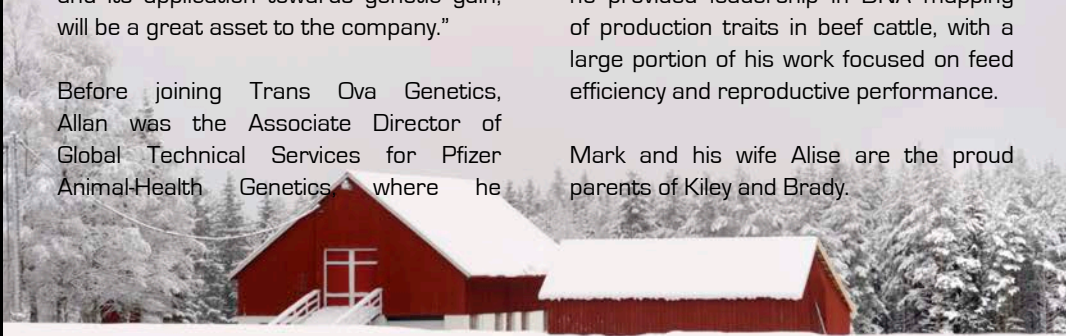 and its application towards genetic gain,
will be a great asset to the company.”
Before joining Trans Ova Genetics,
Allan was the Associate Director of
Global Technical Services for Pfizer
Animal-Health Genetics, where he
he provided leadership in DNA mapping
of production traits in beef cattle, with a
large portion of his work focused on feed
efficiency and reproductive performance.
Mark and his wife Alise are the proud
parents of Kiley and Brady.